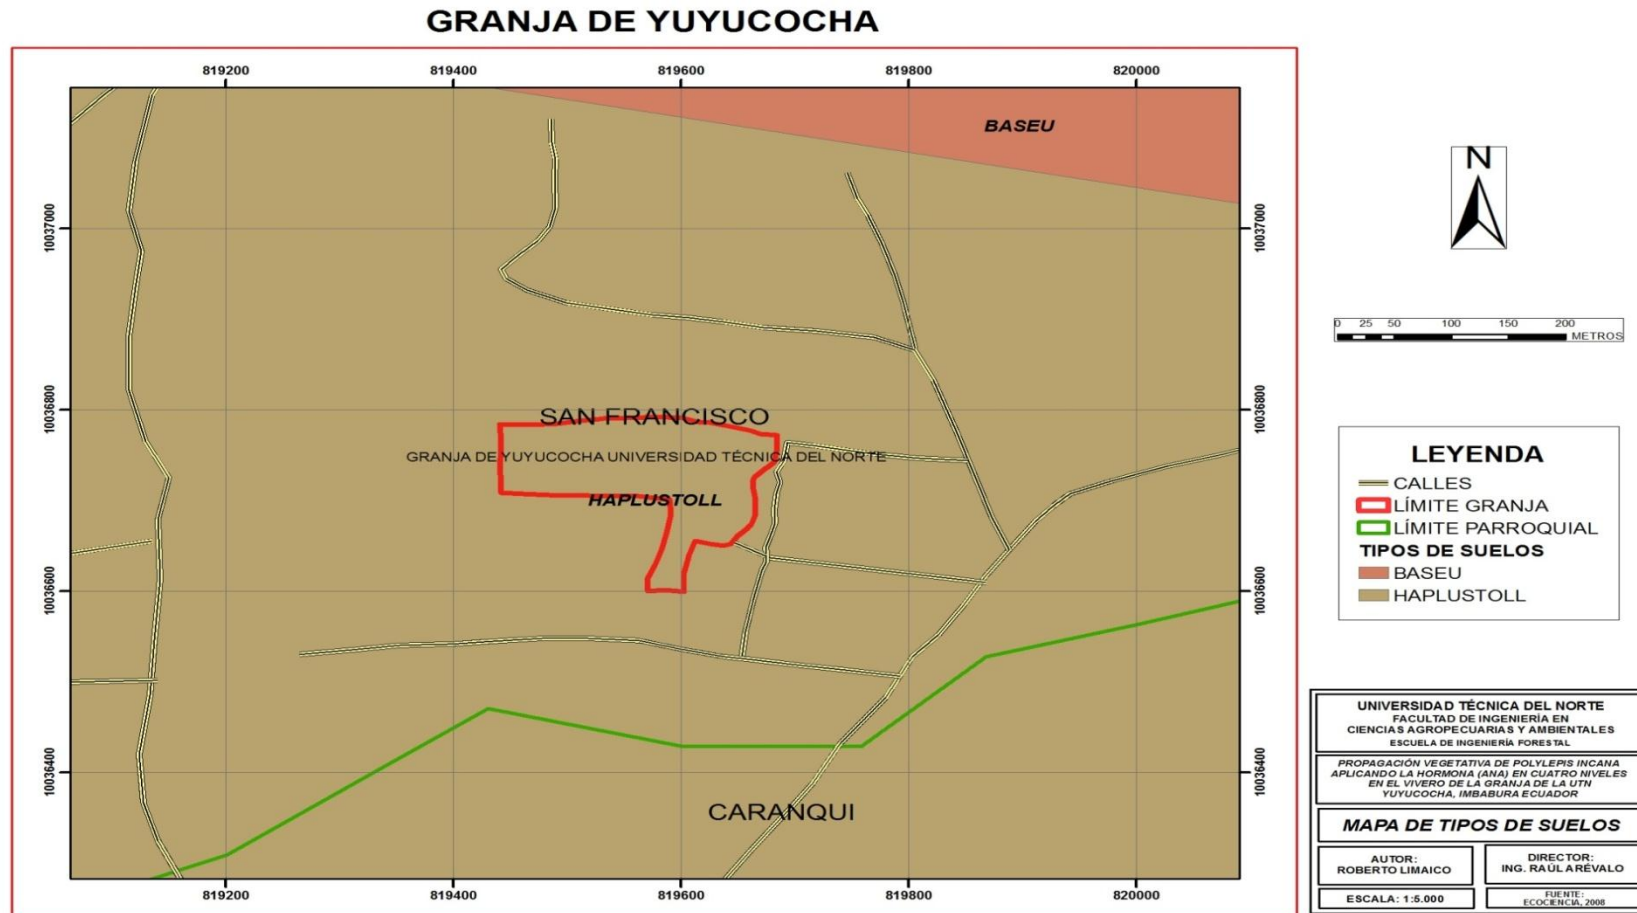 GRANJA DE YUYUCOCHA
819200 819400 819600 819800 820000
BASEU
10037000 10037000
10036800 10036800
SAN FRANCISCO
GRANJA DE YUYUCOCHA UNIVERSIDAD TÉCNICA DEL NORTE
HAPLUSTOLL
10036600 10036600
10036400 10036400
CARANQUI
819200 819400 819600 819800 820000
N
0 25 50 100 150 200
METROS
LEYENDA
CALLES
LÍMITE GRANJA
LÍMITE PARROQUIAL
TIPOS DE SUELOS
BASEU
HAPLUSTOLL
UNIVERSIDAD TÉCNICA DEL NORTE
FACULTAD DE INGENIERÍA EN
CIENCIAS AGROPECUARIAS Y AMBIENTALES
ESCUELA DE INGENIERÍA FORESTAL
PROPAGACIÓN VEGETATIVA DE POLYLEPIS INCANA
APLICANDO LA HORMONA (ANA) EN CUATRO NIVELES
EN EL VIVERO DE LA GRANJA DE LA UTN
YUYUCOCHA, IMBABURA ECUADOR
MAPA DE TIPOS DE SUELOS
AUTOR:
ROBERTO LIMAICO
DIRECTOR:
ING. RAÚL ARÉVALO
ESCALA: 1:5.000
FUENTE:
ECOCIENCIA, 2008